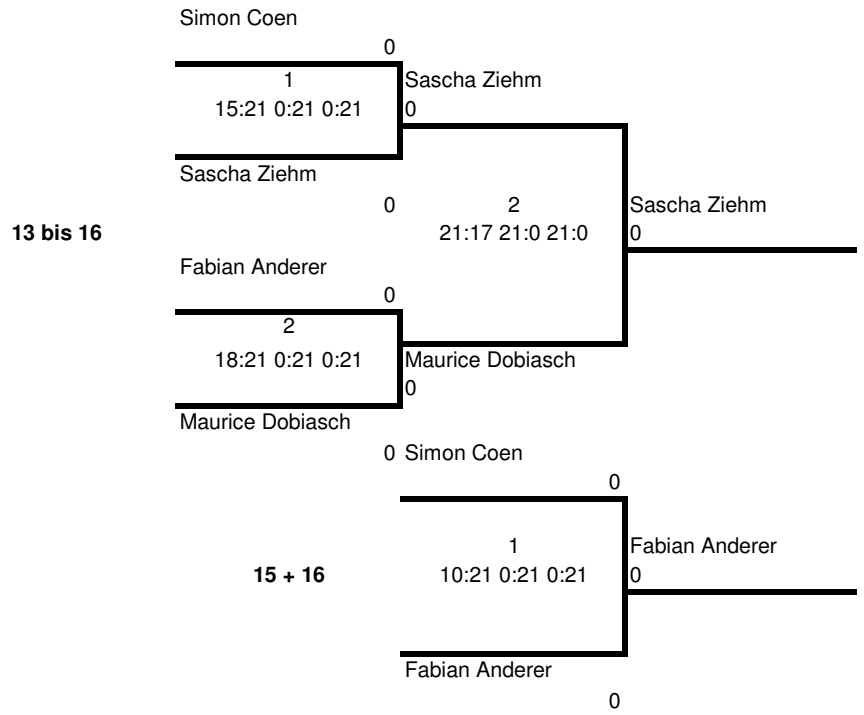 Simon Coen
0
1
Sascha Ziehm
15:21 0:21 0:21
0
Sascha Ziehm
0
2
Sascha Ziehm
13 bis 16
21:17 21:0 21:0
0
Fabian Anderer
0
2
18:21 0:21 0:21
Maurice Dobiasch
0
Maurice Dobiasch
0
Simon Coen
0
1
Fabian Anderer
15 + 16
10:21 0:21 0:21
0
Fabian Anderer
0